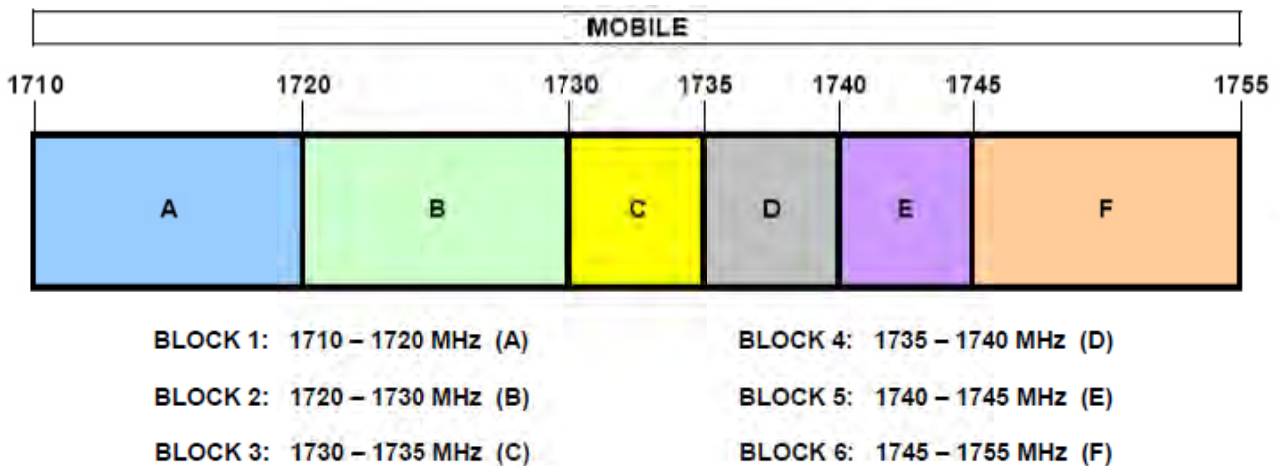 MOBILE
1710 1720 1730 1735 1740 1745 1755
A B C D E F
BLOCK 1: 1710 – 1720 MHz (A) BLOCK 4: 1735 – 1740 MHz (D)
BLOCK 2: 1720 – 1730 MHz (B) BLOCK 5: 1740 – 1745 MHz (E)
BLOCK 3: 1730 – 1735 MHz (C) BLOCK 6: 1745 – 1755 MHz (F)